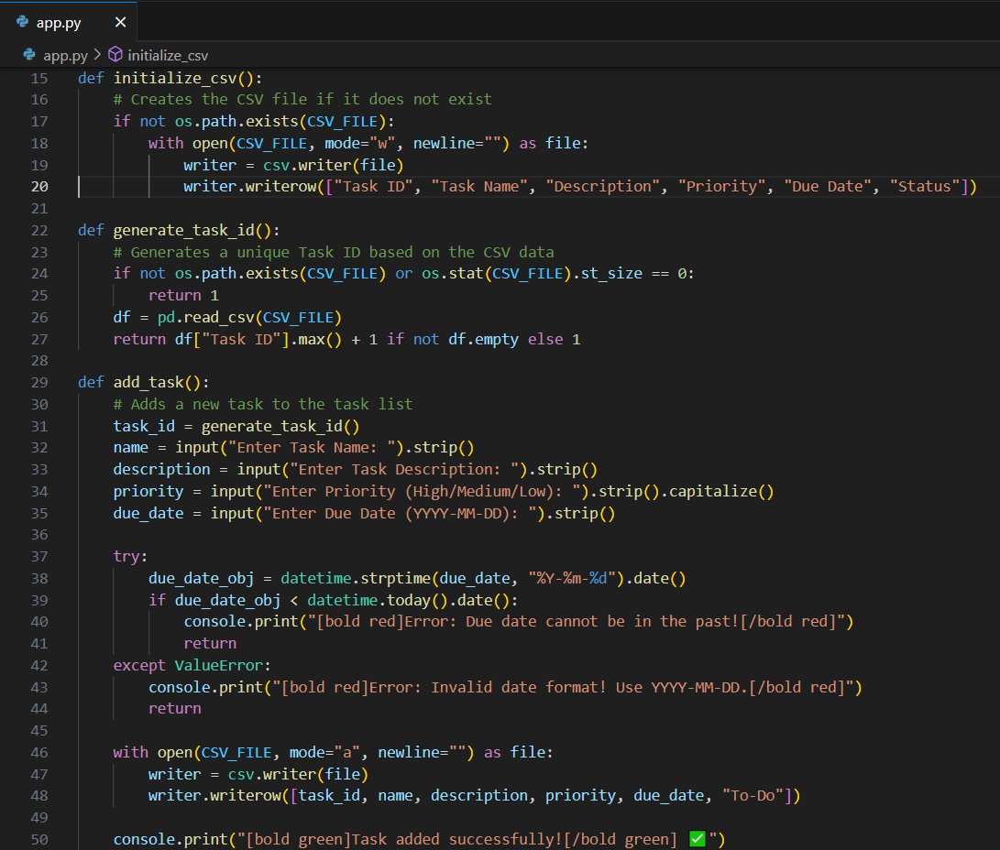 app.py ×
app.py > initialize_csv
15 def initialize_csv():
16     # Creates the CSV file if it does not exist
17     if not os.path.exists(CSV_FILE):
18         with open(CSV_FILE, mode="w", newline="") as file:
19             writer = csv.writer(file)
20             writer.writerow(["Task ID", "Task Name", "Description", "Priority", "Due Date", "Status"])
21
22 def generate_task_id():
23     # Generates a unique Task ID based on the CSV data
24     if not os.path.exists(CSV_FILE) or os.stat(CSV_FILE).st_size == 0:
25         return 1
26     df = pd.read_csv(CSV_FILE)
27     return df["Task ID"].max() + 1 if not df.empty else 1
28
29 def add_task():
30     # Adds a new task to the task list
31     task_id = generate_task_id()
32     name = input("Enter Task Name: ").strip()
33     description = input("Enter Task Description: ").strip()
34     priority = input("Enter Priority (High/Medium/Low): ").strip().capitalize()
35     due_date = input("Enter Due Date (YYYY-MM-DD): ").strip()
36
37     try:
38         due_date_obj = datetime.strptime(due_date, "%Y-%m-%d").date()
39         if due_date_obj < datetime.today().date():
40             console.print("[bold red]Error: Due date cannot be in the past![/bold red]")
41             return
42     except ValueError:
43         console.print("[bold red]Error: Invalid date format! Use YYYY-MM-DD.[/bold red]")
44         return
45
46     with open(CSV_FILE, mode="a", newline="") as file:
47         writer = csv.writer(file)
48         writer.writerow([task_id, name, description, priority, due_date, "To-Do"])
49
50     console.print("[bold green]Task added successfully![/bold green] ✅")